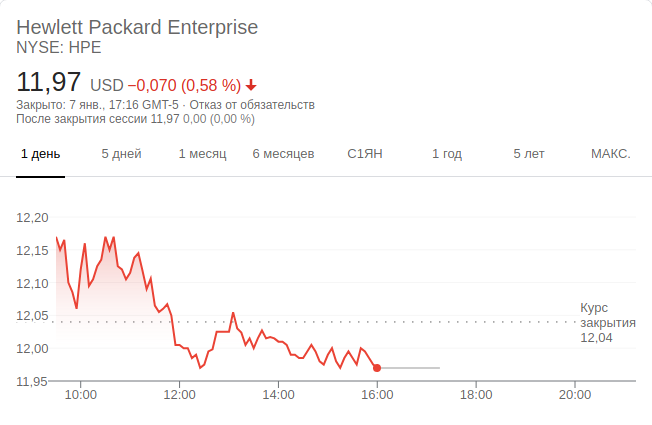 Hewlett Packard Enterprise
NYSE: HPE
11,97 USD −0,070 (0,58 %)
Закрыто: 7 янв., 17:16 GMT-5 · Отказ от обязательств
После закрытия сессии 11,97 0,00 (0,00 %)
1 день 5 дней 1 месяц 6 месяцев С1ЯН 1 год 5 лет МАКС.
12,20
12,15
12,10
12,05
12,00
11,95
Курс
закрытия
12,04
10:00 12:00 14:00 16:00 18:00 20:00